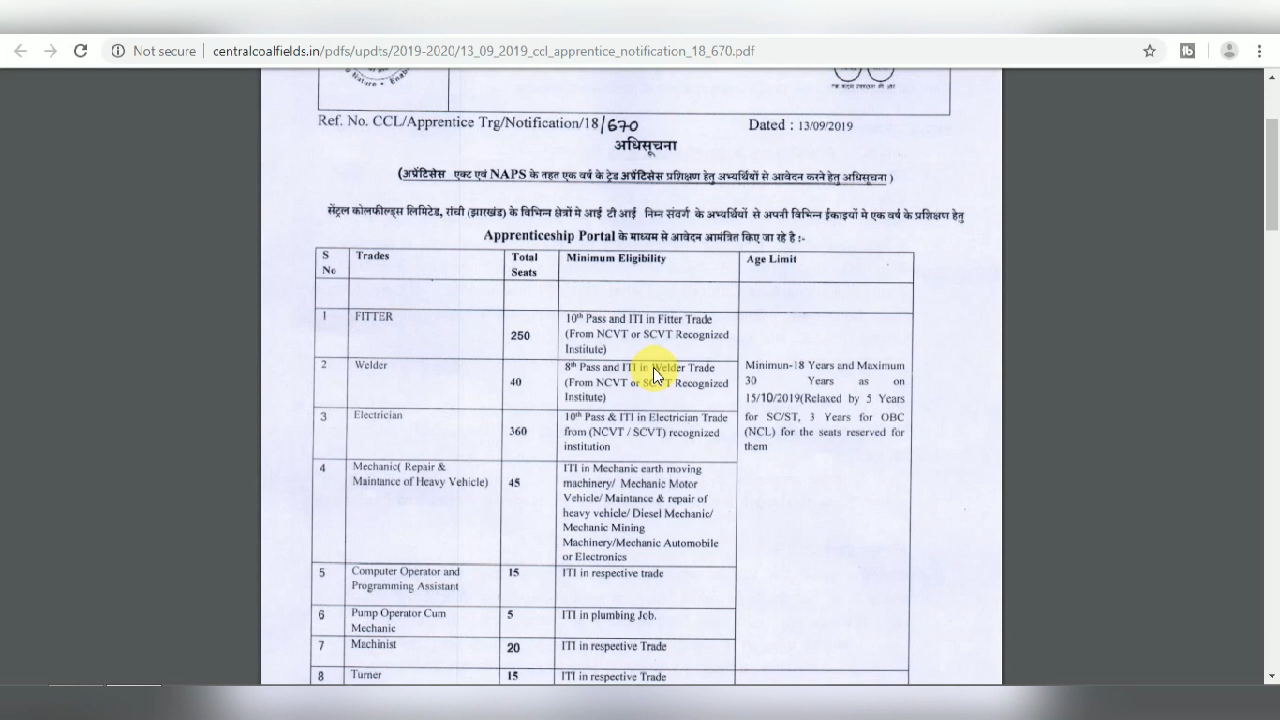 Not secure
centralcoalfields.in/pdfs/updts/2019-2020/13_09_2019_ccl_apprentice_notification_18_670.pdf
Nature • Enab
Ref. No. CCL/Apprentice Trg/Notification/18/670
Dated : 13/09/2019
अधिसूचना
(अप्रेंटिसेस एक्ट एवं NAPS के तहत एक वर्ष के ट्रेड अप्रेंटिसेस प्रशिक्षण हेतु अभ्यर्थियों से आवेदन करने हेतु अधिसूचना)
सेंट्रल कोलफील्ड्स लिमिटेड, रांची (झारखंड) के विभिन्न क्षेत्रों मे आई टी आई निम्न संवर्ग के अभ्यर्थियों से अपनी विभिन्न ईकाइयों मे एक वर्ष के प्रशिक्षण हेतु
Apprenticeship Portal के माध्यम से आवेदन आमंत्रित किए जा रहे है :-
S No
Trades
Total Seats
Minimum Eligibility
Age Limit
1
FITTER
250
10th Pass and ITI in Fitter Trade
(From NCVT or SCVT Recognized
Institute)
2
Welder
40
8th Pass and ITI in Welder Trade
(From NCVT or SCVT Recognized
Institute)
Minimun-18 Years and Maximum
30 Years as on
15/10/2019(Relaxed by 5 Years
for SC/ST, 3 Years for OBC
(NCL) for the seats reserved for
them
3
Electrician
360
10th Pass & ITI in Electrician Trade
from (NCVT / SCVT) recognized
institution
4
Mechanic( Repair &
Maintance of Heavy Vehicle)
45
ITI in Mechanic earth moving
machinery/ Mechanic Motor
Vehicle/ Maintance & repair of
heavy vehicle/ Diesel Mechanic/
Mechanic Mining
Machinery/Mechanic Automobile
or Electronics
5
Computer Operator and
Programming Assistant
15
ITI in respective trade
6
Pump Operator Cum
Mechanic
5
ITI in plumbing Job.
7
Machinist
20
ITI in respective Trade
8
Turner
15
ITI in respective Trade